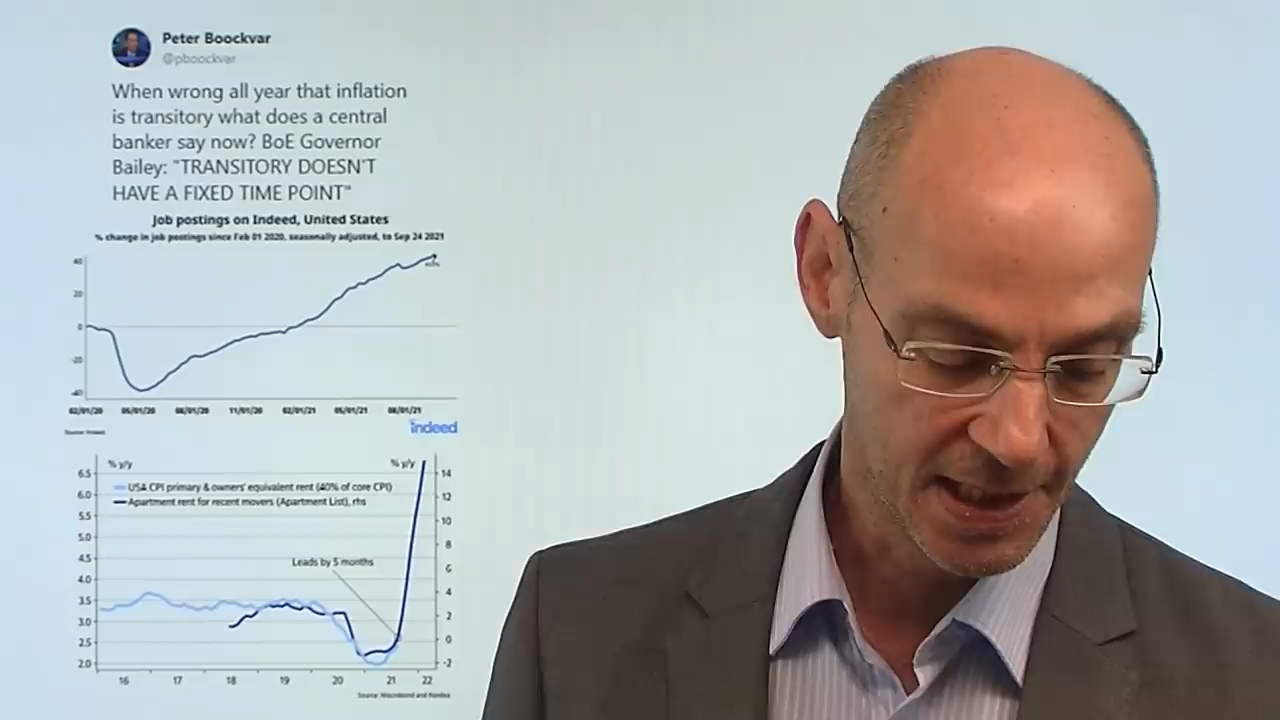 Peter Boockvar
@pboockvar
When wrong all year that inflation
is transitory what does a central
banker say now? BoE Governor
Bailey: "TRANSITORY DOESN'T
HAVE A FIXED TIME POINT"
Job postings on Indeed, United States
% change in job postings since Feb 01 2020, seasonally adjusted, to Sep 24 2021
40
20
0
-20
-40
02/01/20 05/01/20 08/01/20 11/01/20 02/01/21 05/01/21 08/01/21
Source: Indeed
indeed
% y/y % y/y
USA CPI primary & owners' equivalent rent (40% of core CPI)
Apartment rent for recent movers (Apartment List), rhs
Leads by 5 months
6.5 14
6.0 12
5.5 10
5.0 8
4.5 6
4.0 4
3.5 2
3.0 0
2.5 -2
2.0
16 17 18 19 20 21 22
Source: Macrobond and Nordea